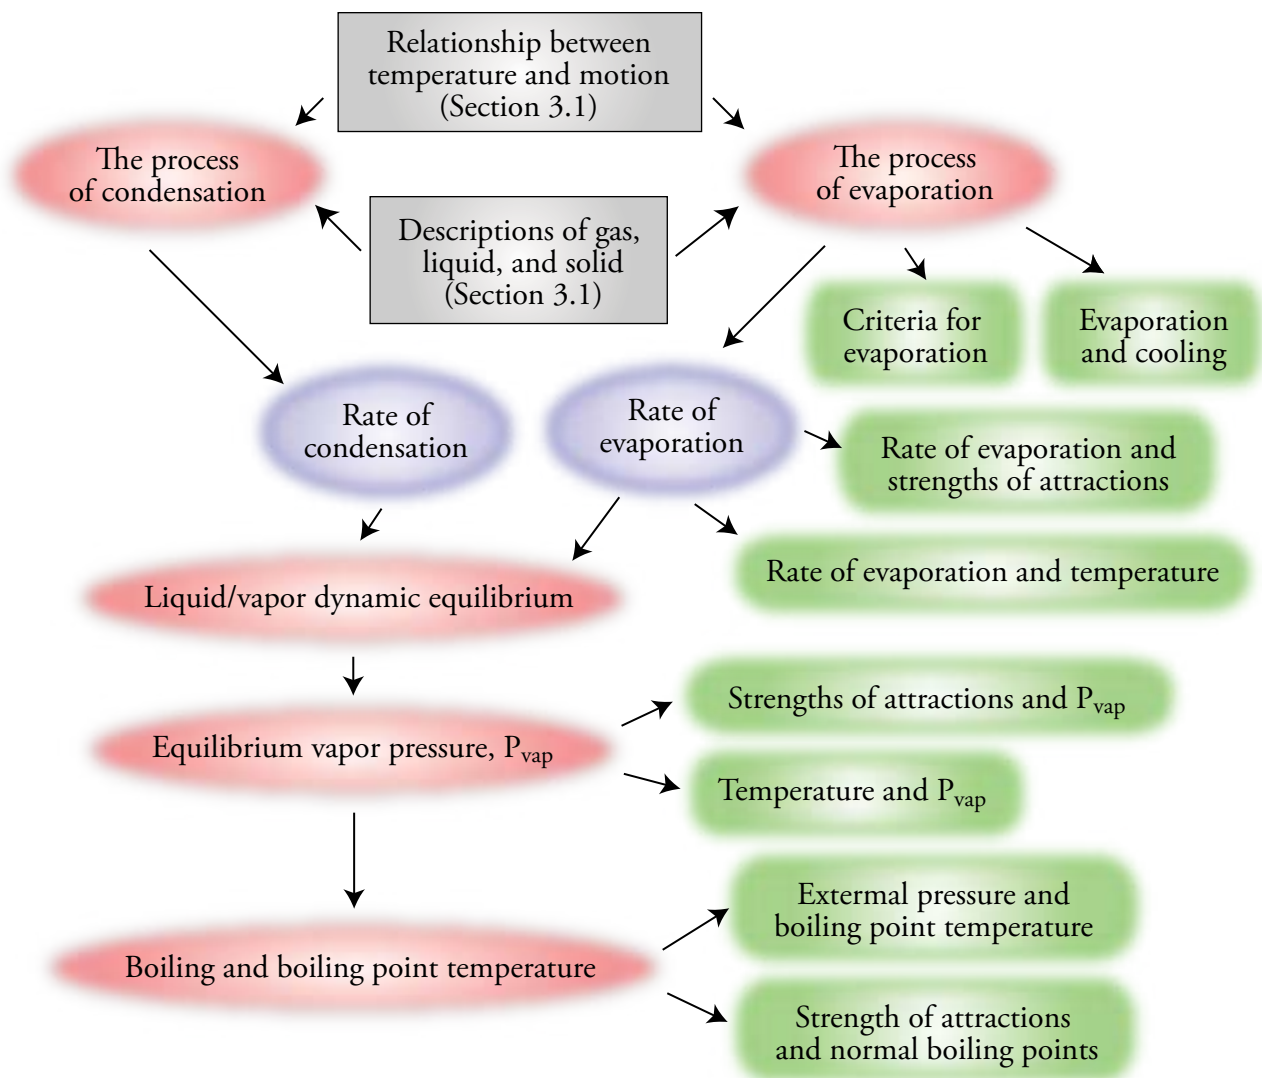 Relationship between
temperature and motion
(Section 3.1)
The process
of condensation
The process
of evaporation
Descriptions of gas,
liquid, and solid
(Section 3.1)
Criteria for
evaporation
Evaporation
and cooling
Rate of
condensation
Rate of
evaporation
Rate of evaporation and
strengths of attractions
Rate of evaporation and temperature
Liquid/vapor dynamic equilibrium
Strengths of attractions and Pvap
Equilibrium vapor pressure, Pvap
Temperature and Pvap
Extermal pressure and
boiling point temperature
Boiling and boiling point temperature
Strength of attractions
and normal boiling points